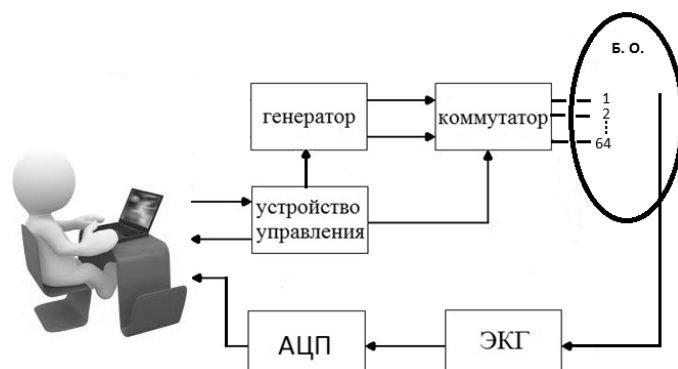 Б. О.
генератор
коммутатор
1
2
64
устройство
управления
АЦП
ЭКГ